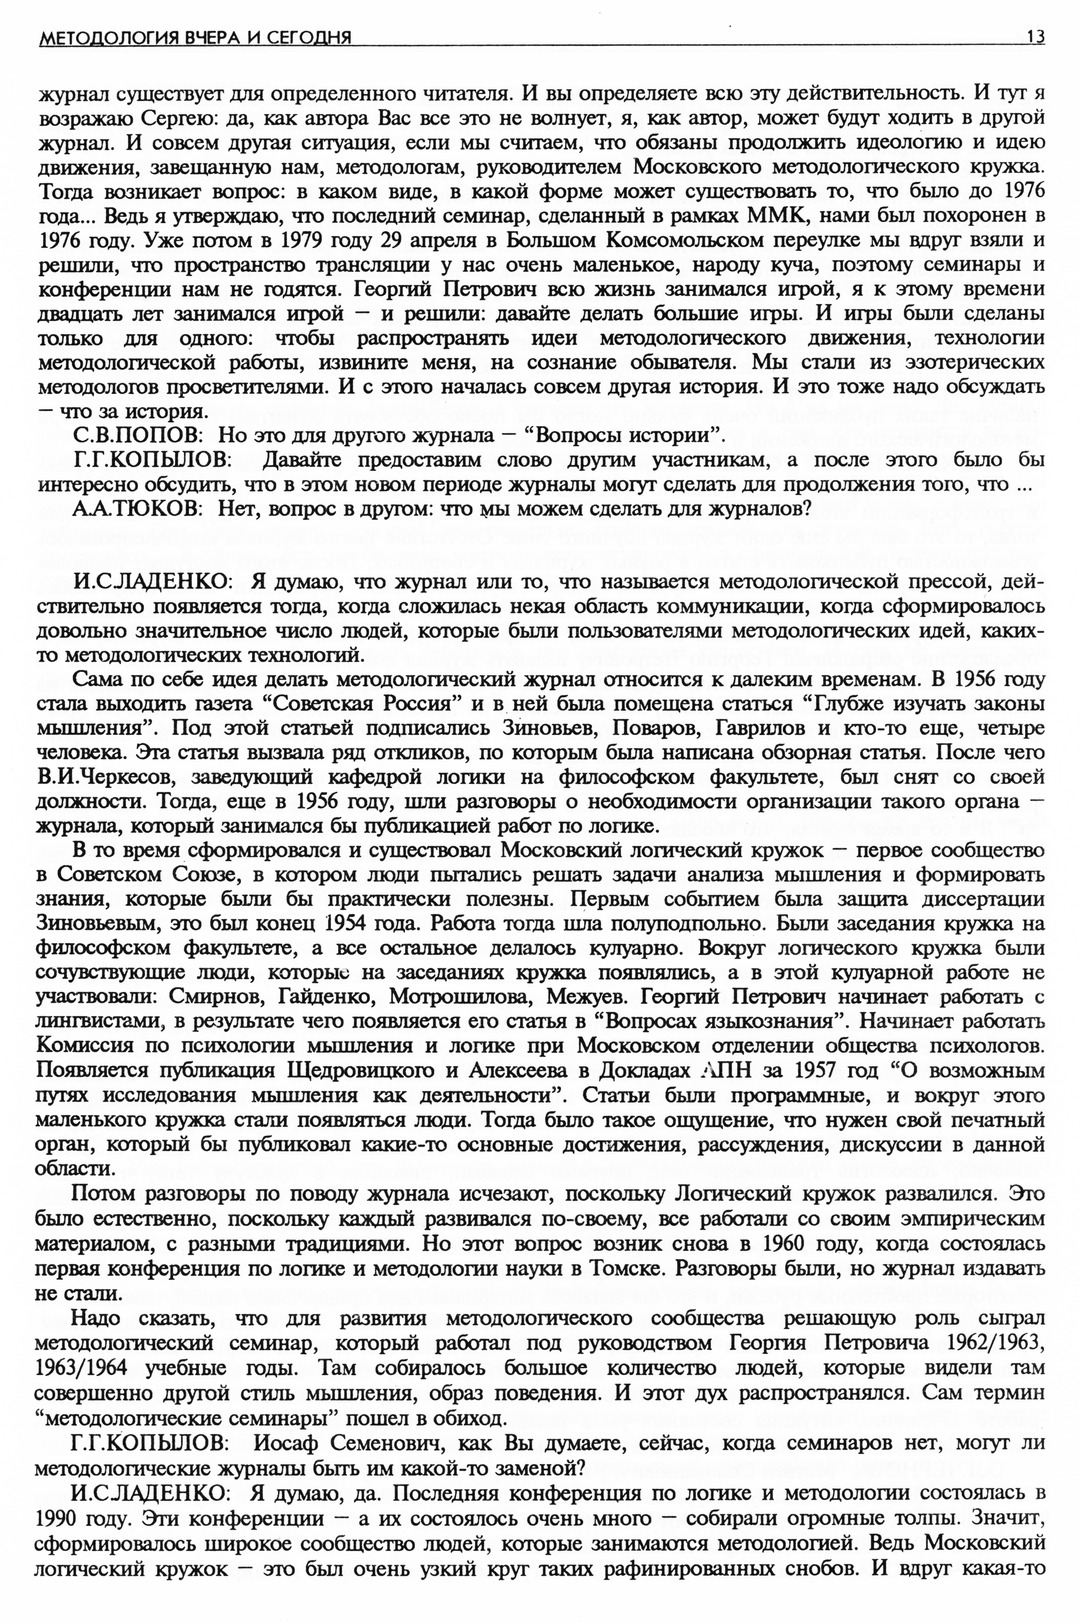 МЕТОДОЛОГИЯ ВЧЕРА И СЕГОДНЯ 13
журнал существует для определенного читателя. И вы определяете всю эту действительность. И тут я
возражаю Сергею: да, как автора Вас все это не волнует, я, как автор, может будут ходить в другой
журнал. И совсем другая ситуация, если мы считаем, что обязаны продолжить идеологию и идею
движения, завещанную нам, методологам, руководителем Московского методологического кружка.
Тогда возникает вопрос: в каком виде, в какой форме может существовать то, что было до 1976
года... Ведь я утверждаю, что последний семинар, сделанный в рамках ММК, нами был похоронен в
1976 году. Уже потом в 1979 году 29 апреля в Большом Комсомольском переулке мы вдруг взяли и
решили, что пространство трансляции у нас очень маленькое, народу куча, поэтому семинары и
конференции нам не годятся. Георгий Петрович всю жизнь занимался игрой, я к этому времени
двадцать лет занимался игрой — и решили: давайте делать большие игры. И игры были сделаны
только для одного: чтобы распространять идеи методологического движения, технологии
методологической работы, извините меня, на сознание обывателя. Мы стали из эзотерических
методологов просветителями. И с этого началась совсем другая история. И это тоже надо обсуждать
— что за история.
С.В.ПОПОВ: Но это для другого журнала — “Вопросы истории”.
Г.Г.КОПЫЛОВ: Давайте предоставим слово другим участникам, а после этого было бы
интересно обсудить, что в этом новом периоде журналы могут сделать для продолжения того, что ...
А.А.ТЮКОВ: Нет, вопрос в другом: что мы можем сделать для журналов?
И.С.ЛАДЕНКО: Я думаю, что журнал или то, что называется методологической прессой, дей-
ствительно появляется тогда, когда сложилась некая область коммуникации, когда сформировалось
довольно значительное число людей, которые были пользователями методологических идей, каких-
то методологических технологий.
Сама по себе идея делать методологический журнал относится к далеким временам. В 1956 году
стала выходить газета “Советская Россия” и в ней была помещена статься “Глубже изучать законы
мышления”. Под этой статьей подписались Зиновьев, Поваров, Гаврилов и кто-то еще, четыре
человека. Эта статья вызвала ряд откликов, по которым была написана обзорная статья. После чего
В.И.Черкесов, заведующий кафедрой логики на философском факультете, был снят со своей
должности. Тогда, еще в 1956 году, шли разговоры о необходимости организации такого органа —
журнала, который занимался бы публикацией работ по логике.
В то время сформировался и существовал Московский логический кружок — первое сообщество
в Советском Союзе, в котором люди пытались решать задачи анализа мышления и формировать
знания, которые были бы практически полезны. Первым событием была защита диссертации
Зиновьевым, это был конец 1954 года. Работа тогда шла полуподпольно. Были заседания кружка на
философском факультете, а все остальное делалось кулуарно. Вокруг логического кружка были
сочувствующие люди, которые на заседаниях кружка появлялись, а в этой кулуарной работе не
участвовали: Смирнов, Гайденко, Мотрошилова, Межуев. Георгий Петрович начинает работать с
лингвистами, в результате чего появляется его статья в “Вопросах языкознания”. Начинает работать
Комиссия по психологии мышления и логике при Московском отделении общества психологов.
Появляется публикация Щедровицкого и Алексеева в Докладах АПН за 1957 год “О возможным
путях исследования мышления как деятельности”. Статьи были программные, и вокруг этого
маленького кружка стали появляться люди. Тогда было такое ощущение, что нужен свой печатный
орган, который бы публиковал какие-то основные достижения, рассуждения, дискуссии в данной
области.
Потом разговоры по поводу журнала исчезают, поскольку Логический кружок развалился. Это
было естественно, поскольку каждый развивался по-своему, все работали со своим эмпирическим
материалом, с разными традициями. Но этот вопрос возник снова в 1960 году, когда состоялась
первая конференция по логике и методологии науки в Томске. Разговоры были, но журнал издавать
не стали.
Надо сказать, что для развития методологического сообщества решающую роль сыграл
методологический семинар, который работал под руководством Георгия Петровича 1962/1963,
1963/1964 учебные годы. Там собиралось большое количество людей, которые видели там
совершенно другой стиль мышления, образ поведения. И этот дух распространялся. Сам термин
“методологические семинары” пошел в обиход.
Г.Г.КОПЫЛОВ: Иосаф Семенович, как Вы думаете, сейчас, когда семинаров нет, могут ли
методологические журналы быть им какой-то заменой?
И.С.ЛАДЕНКО: Я думаю, да. Последняя конференция по логике и методологии состоялась в
1990 году. Эти конференции — а их состоялось очень много — собирали огромные толпы. Значит,
сформировалось широкое сообщество людей, которые занимаются методологией. Ведь Московский
логический кружок — это был очень узкий круг таких рафинированных снобов. И вдруг какая-то